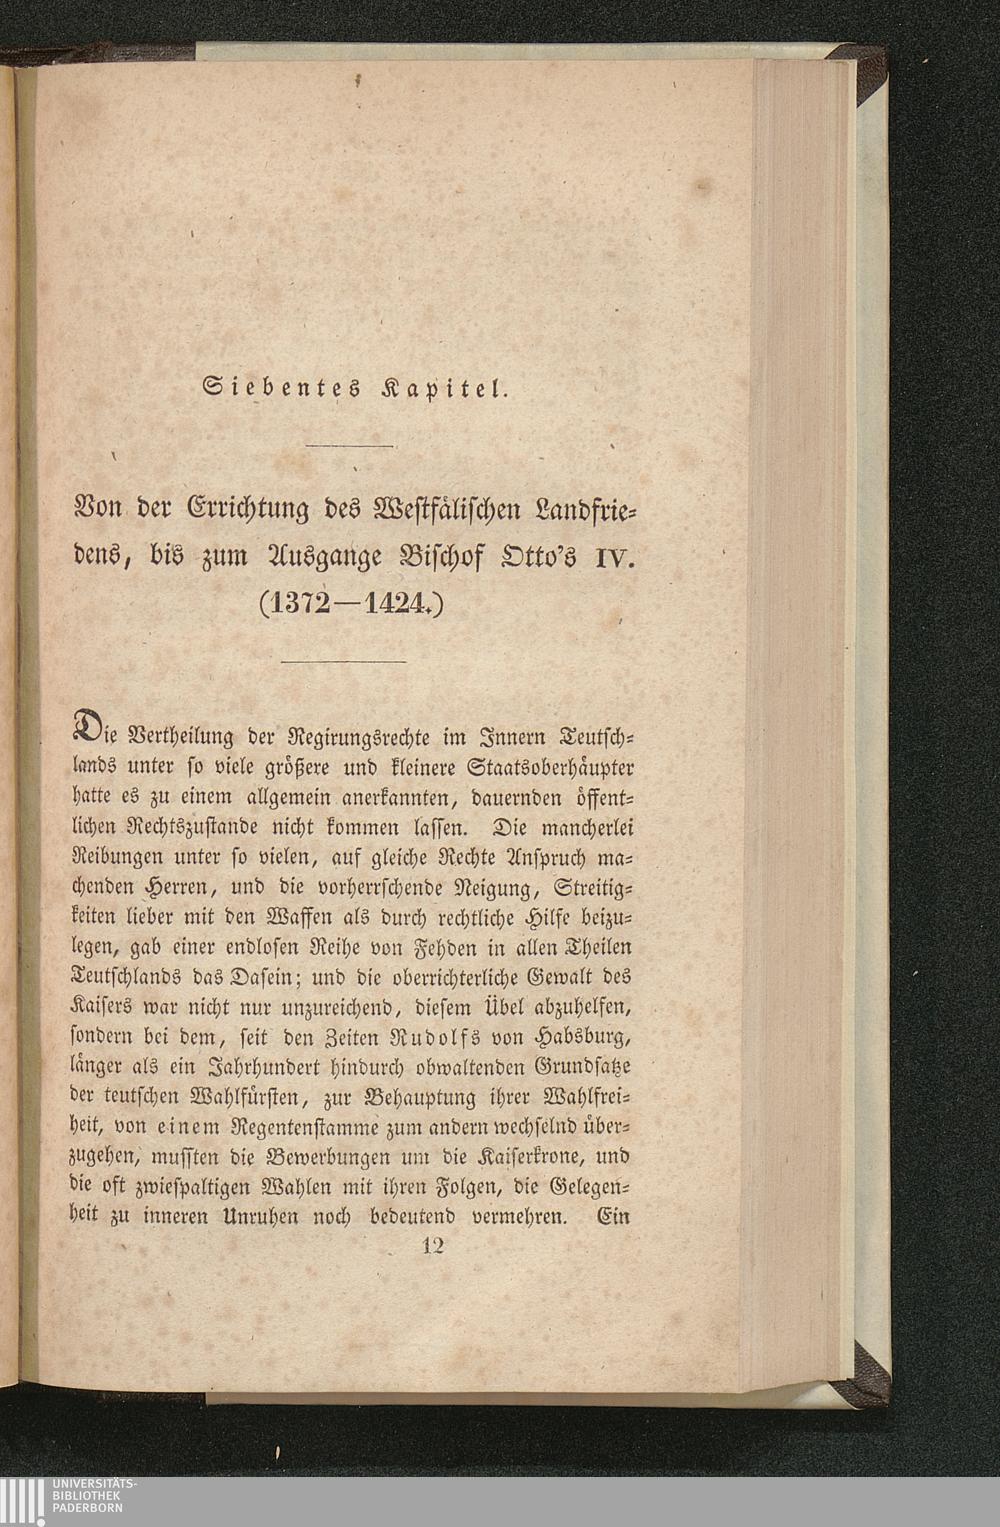 Siebentes Kapitel.
Von der Errichtung des Westfälischen Landfrie-
dens, bis zum Ausgange Bischof Otto's IV.
(1372—1424.)
Die Vertheilung der Regirungsrechte im Innern Teutsch-
lands unter so viele größere und kleinere Staatsoberhäupter
hatte es zu einem allgemein anerkannten, dauernden öffent-
lichen Rechtszustande nicht kommen lassen. Die mancherlei
Reibungen unter so vielen, auf gleiche Rechte Anspruch ma-
chenden Herren, und die vorherrschende Neigung, Streitig-
keiten lieber mit den Waffen als durch rechtliche Hilfe beizu-
legen, gab einer endlosen Reihe von Fehden in allen Theilen
Teutschlands das Dasein; und die oberrichterliche Gewalt des
Kaisers war nicht nur unzureichend, diesem Übel abzuhelfen,
sondern bei dem, seit den Zeiten Rudolfs von Habsburg,
länger als ein Jahrhundert hindurch obwaltenden Grundsatze
der teutschen Wahlfürsten, zur Behauptung ihrer Wahlfrei-
heit, von einem Regentenstamme zum andern wechselnd über-
zugehen, mussten die Bewerbungen um die Kaiserkrone, und
die oft zwiespaltigen Wahlen mit ihren Folgen, die Gelegen-
heit zu inneren Unruhen noch bedeutend vermehren. Ein
12
UNIVERSITÄTS-
BIBLIOTHEK
PADERBORN